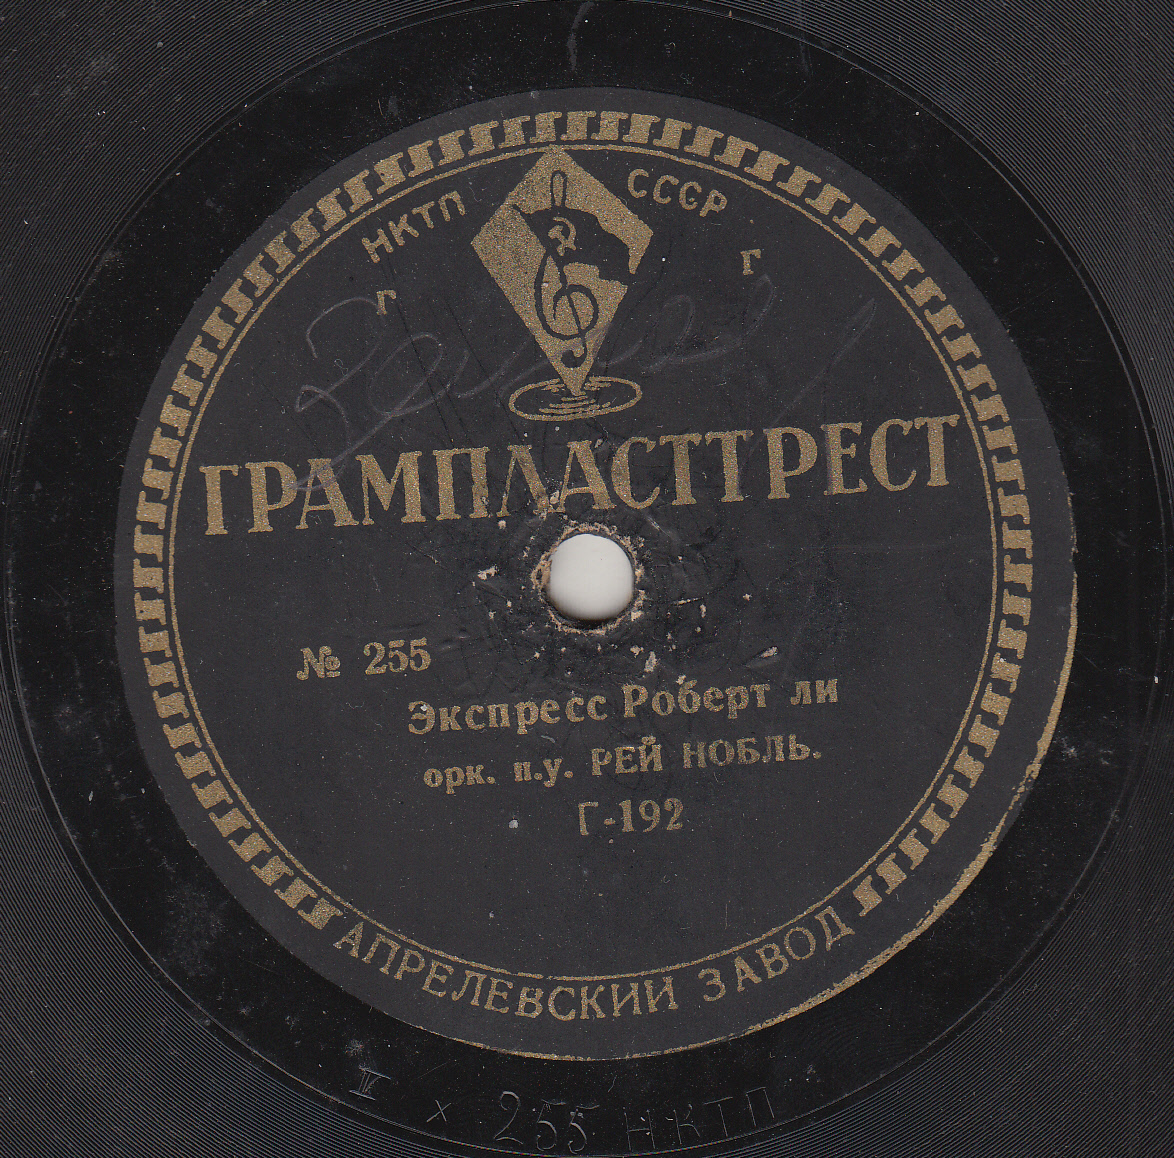 НКТП СССР
Г Г
ГРАМПЛАСТТРЕСТ
№ 255
Экспресс Роберт ли
орк. п.у. РЕЙ НОБЛЬ.
Г-192
АПРЕЛЕВСКИЙ ЗАВОД
V x 255 НКТП